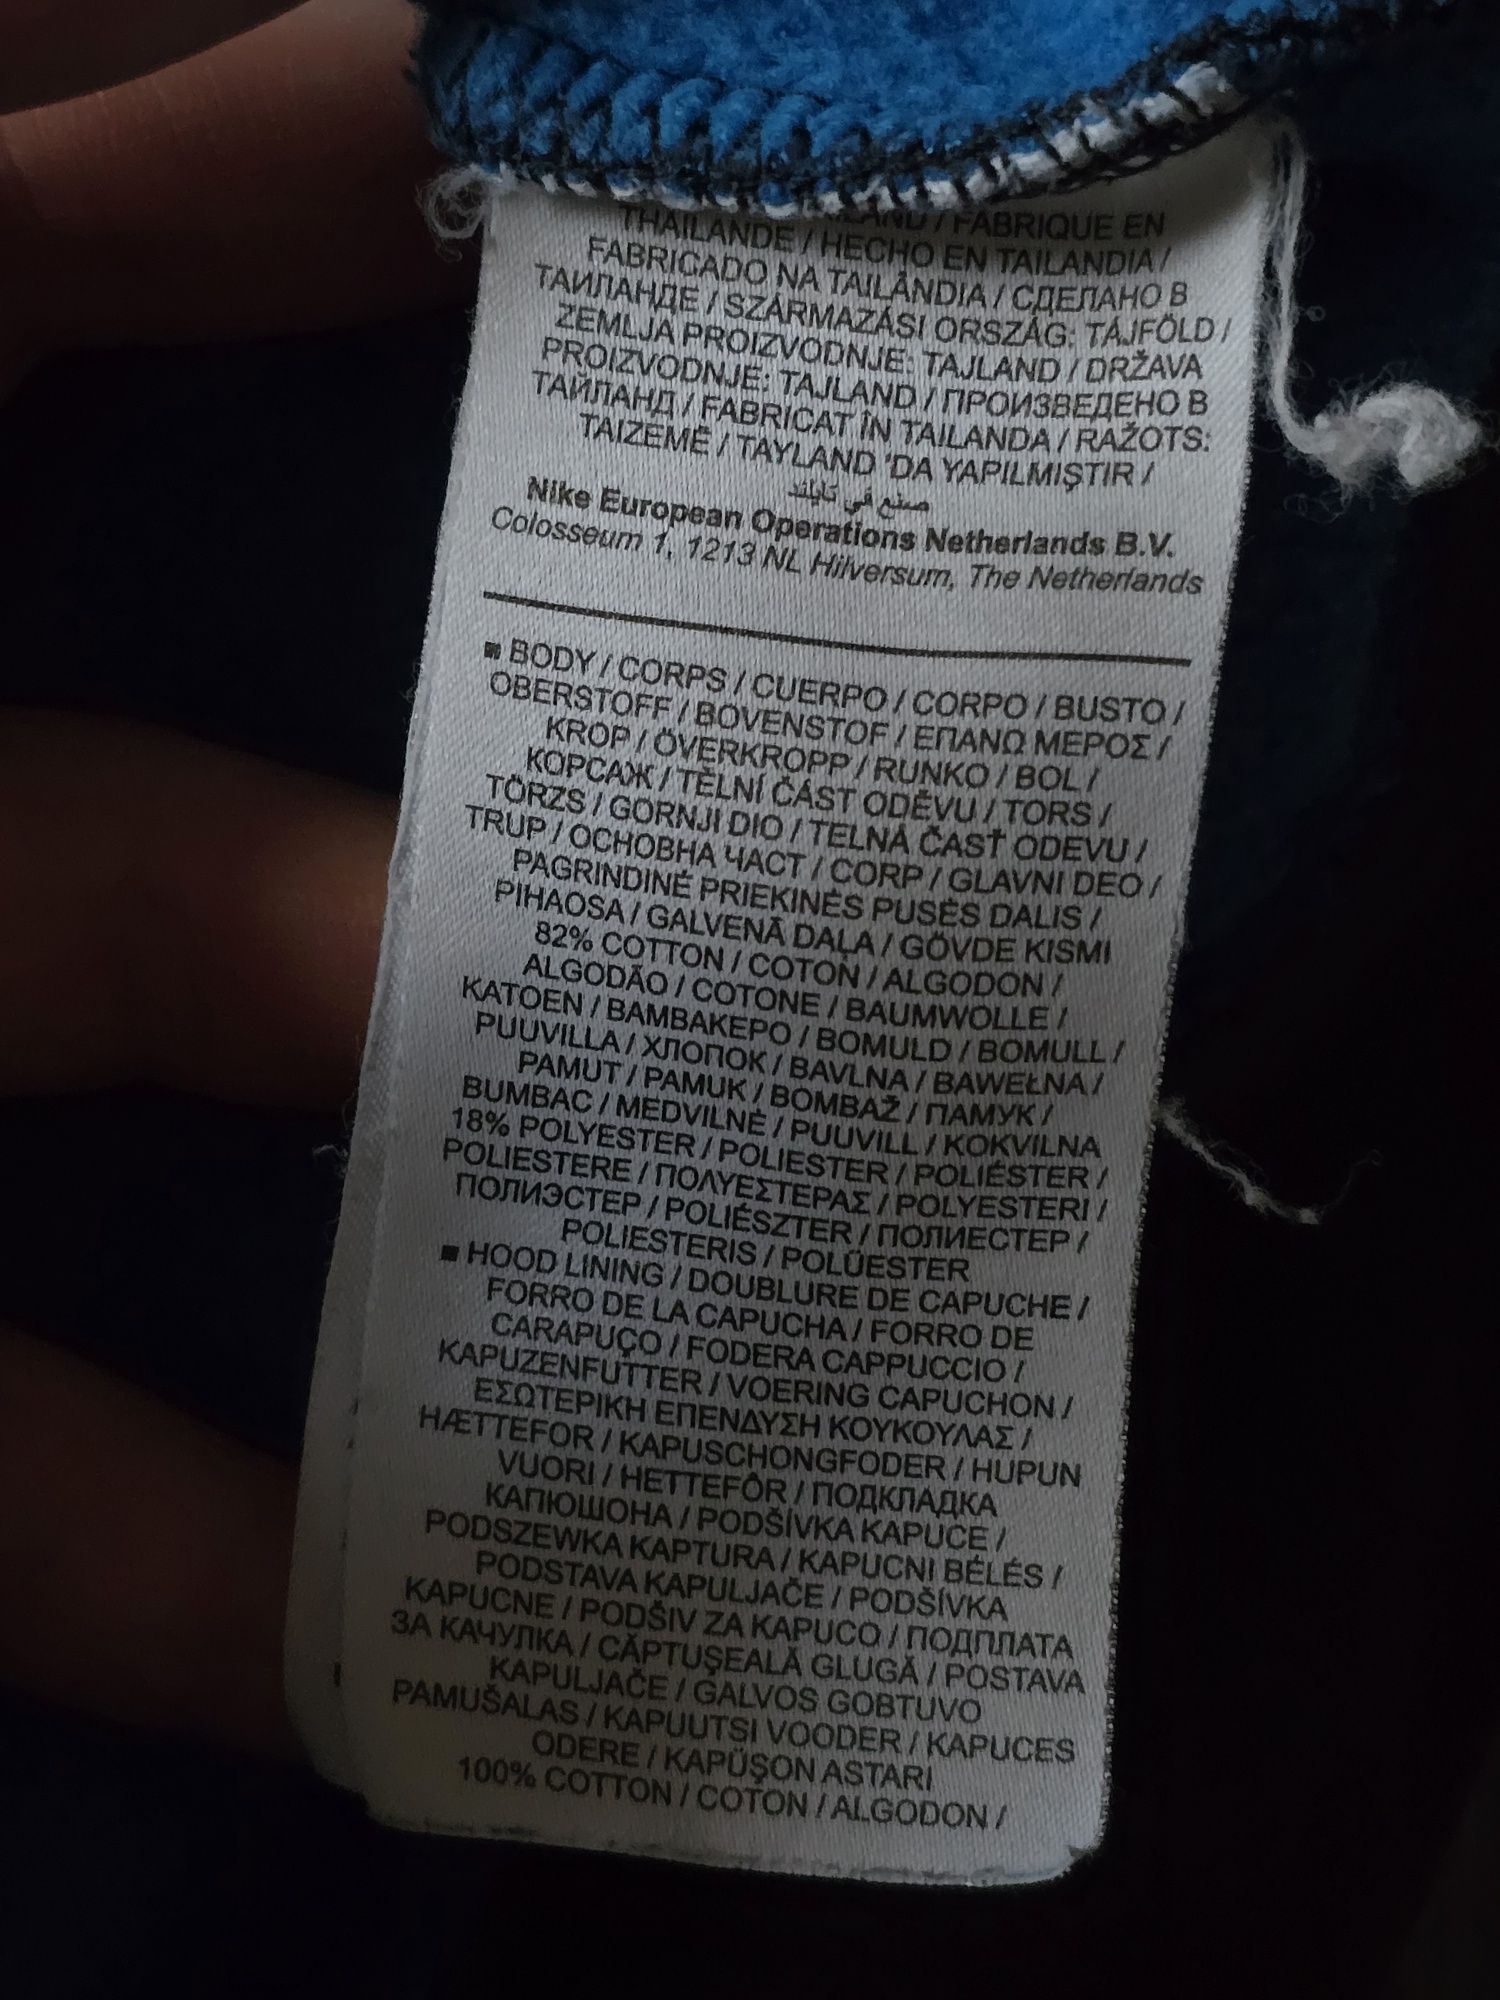 FABRIQUE EN
THAILANDE / HECHO EN TAILANDIA /
FABRICADO NA TAILÂNDIA / СДЕЛАНО В
ТАИЛАНДЕ / SZÁRMAZÁSI ORSZÁG: TÁJFÖLD /
ZEMLJA PROIZVODNJE: TAJLAND / DRŽAVA
PROIZVODNJE: TAJLAND / ПРОИЗВЕДЕНО В
ТАЙЛАНД / FABRICAT ÎN TAILANDA / RAŽOTS:
TAIZEMĒ / TAYLAND 'DA YAPILMIŞTIR /
صنع في تايلند
Nike European Operations Netherlands B.V.
Colosseum 1, 1213 NL Hilversum, The Netherlands
▪ BODY / CORPS / CUERPO / CORPO / BUSTO /
OBERSTOFF / BOVENSTOF / ΕΠΑΝΩ ΜΕΡΟΣ /
KROP / ÖVERKROPP / RUNKO / BOL /
КОРСАЖ / TĚLNÍ ČÁST ODĚVU / TORS /
TÖRZS / GORNJI DIO / TELNÁ ČASŤ ODEVU /
TRUP / ОСНОВНА ЧАСТ / CORP / GLAVNI DEO /
PAGRINDINĖ PRIEKINĖS PUSĖS DALIS /
PIHAOSA / GALVENĀ DAĻA / GÖVDE KISMI
82% COTTON / COTON / ALGODON /
ALGODÃO / COTONE / BAUMWOLLE /
KATOEN / ΒΑΜΒΑΚΕΡΟ / BOMULD / BOMULL /
PUUVILLA / ХЛОПОК / BAVLNA / BAWEŁNA /
PAMUT / PAMUK / BOMBAŽ / ПАМУК /
BUMBAC / MEDVILNĖ / PUUVILL / KOKVILNA
18% POLYESTER / POLIESTER / POLIÉSTER /
POLIESTERE / ΠΟΛΥΕΣΤΕΡΑΣ / POLYESTERI /
ПОЛИЭСТЕР / POLIÉSZTER / ПОЛИЕСТЕР /
POLIESTERIS / POLÜESTER
▪ HOOD LINING / DOUBLURE DE CAPUCHE /
FORRO DE LA CAPUCHA / FORRO DE
CARAPUÇO / FODERA CAPPUCCIO /
KAPUZENFUTTER / VOERING CAPUCHON /
ΕΣΩΤΕΡΙΚΗ ΕΠΕΝΔΥΣΗ ΚΟΥΚΟΥΛΑΣ /
HÆTTEFOR / KAPUSCHONGFODER / HUPUN
VUORI / HETTEFÔR / ПОДКЛАДКА
КАПЮШОНА / PODŠÍVKA KAPUCE /
PODSZEWKA KAPTURA / KAPUCNI BÉLÉS /
PODSTAVA KAPULJAČE / PODŠÍVKA
KAPUCNE / PODŠIV ZA KAPUCO / ПОДПЛАТА
ЗА КАЧУЛКА / CĂPTUŞEALĂ GLUGĂ / POSTAVA
KAPULJAČE / GALVOS GOBTUVO
PAMUŠALAS / KAPUUTSI VOODER / KAPUCES
ODERE / KAPÜŞON ASTARI
100% COTTON / COTON / ALGODON /